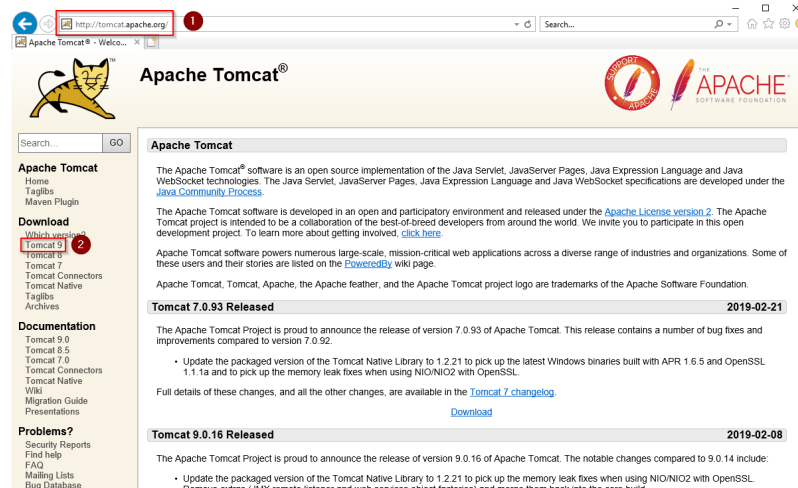 http://tomcat.apache.org/
1
Search...
Apache Tomcat® - Welco...
TM
Apache Tomcat®
SUPPORT
APACHE
THE
APACHE®
SOFTWARE FOUNDATION
Search...
GO
Apache Tomcat
Home
Taglibs
Maven Plugin
Download
Which version?
Tomcat 9
2
Tomcat 8
Tomcat 7
Tomcat Connectors
Tomcat Native
Taglibs
Archives
Documentation
Tomcat 9.0
Tomcat 8.5
Tomcat 7.0
Tomcat Connectors
Tomcat Native
Wiki
Migration Guide
Presentations
Problems?
Security Reports
Find help
FAQ
Mailing Lists
Bug Database
Apache Tomcat
The Apache Tomcat® software is an open source implementation of the Java Servlet, JavaServer Pages, Java Expression Language and Java
WebSocket technologies. The Java Servlet, JavaServer Pages, Java Expression Language and Java WebSocket specifications are developed under the
Java Community Process.
The Apache Tomcat software is developed in an open and participatory environment and released under the Apache License version 2. The Apache
Tomcat project is intended to be a collaboration of the best-of-breed developers from around the world. We invite you to participate in this open
development project. To learn more about getting involved, click here.
Apache Tomcat software powers numerous large-scale, mission-critical web applications across a diverse range of industries and organizations. Some of
these users and their stories are listed on the PoweredBy wiki page.
Apache Tomcat, Tomcat, Apache, the Apache feather, and the Apache Tomcat project logo are trademarks of the Apache Software Foundation.
Tomcat 7.0.93 Released 2019-02-21
The Apache Tomcat Project is proud to announce the release of version 7.0.93 of Apache Tomcat. This release contains a number of bug fixes and
improvements compared to version 7.0.92.
• Update the packaged version of the Tomcat Native Library to 1.2.21 to pick up the latest Windows binaries built with APR 1.6.5 and OpenSSL
1.1.1a and to pick up the memory leak fixes when using NIO/NIO2 with OpenSSL.
Full details of these changes, and all the other changes, are available in the Tomcat 7 changelog.
Download
Tomcat 9.0.16 Released 2019-02-08
The Apache Tomcat Project is proud to announce the release of version 9.0.16 of Apache Tomcat. The notable changes compared to 9.0.14 include:
• Update the packaged version of the Tomcat Native Library to 1.2.21 to pick up the memory leak fixes when using NIO/NIO2 with OpenSSL.